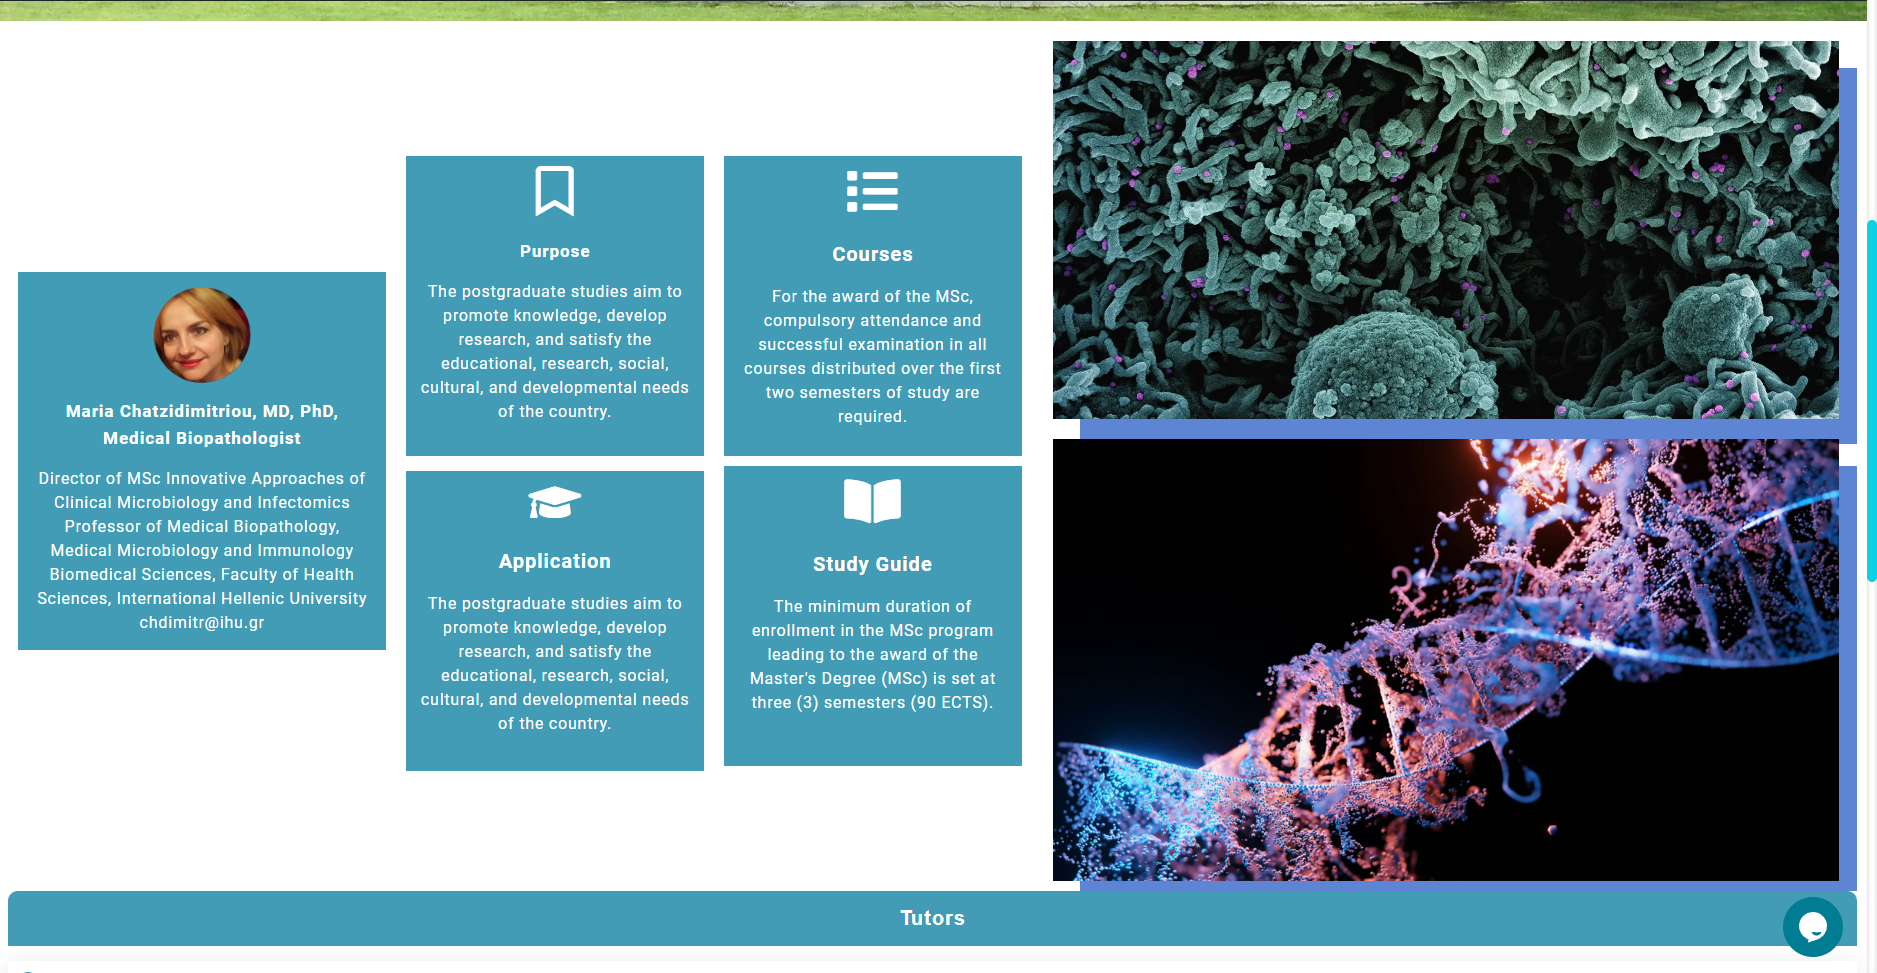 Maria Chatzidimitriou, MD, PhD,
Medical Biopathologist
Director of MSc Innovative Approaches of
Clinical Microbiology and Infectomics
Professor of Medical Biopathology,
Medical Microbiology and Immunology
Biomedical Sciences, Faculty of Health
Sciences, International Hellenic University
chdimitr@ihu.gr
Purpose
The postgraduate studies aim to
promote knowledge, develop
research, and satisfy the
educational, research, social,
cultural, and developmental needs
of the country.
Courses
For the award of the MSc,
compulsory attendance and
successful examination in all
courses distributed over the first
two semesters of study are
required.
Application
The postgraduate studies aim to
promote knowledge, develop
research, and satisfy the
educational, research, social,
cultural, and developmental needs
of the country.
Study Guide
The minimum duration of
enrollment in the MSc program
leading to the award of the
Master's Degree (MSc) is set at
three (3) semesters (90 ECTS).
Tutors